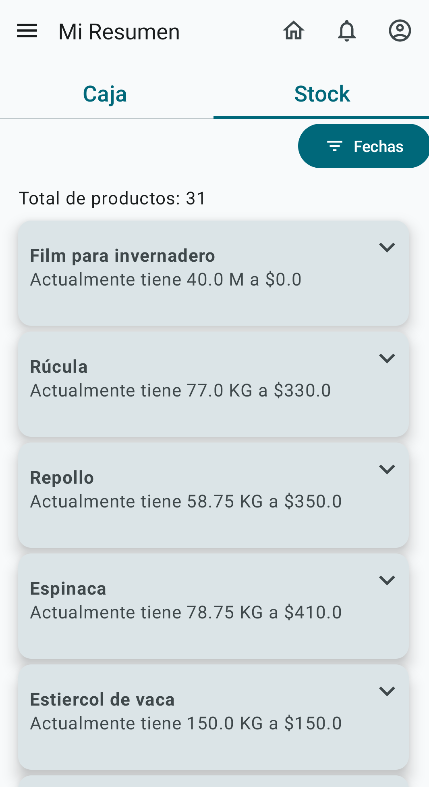 Mi Resumen
Caja Stock
Fechas
Total de productos: 31
Film para invernadero
Actualmente tiene 40.0 M a $0.0
Rúcula
Actualmente tiene 77.0 KG a $330.0
Repollo
Actualmente tiene 58.75 KG a $350.0
Espinaca
Actualmente tiene 78.75 KG a $410.0
Estiercol de vaca
Actualmente tiene 150.0 KG a $150.0